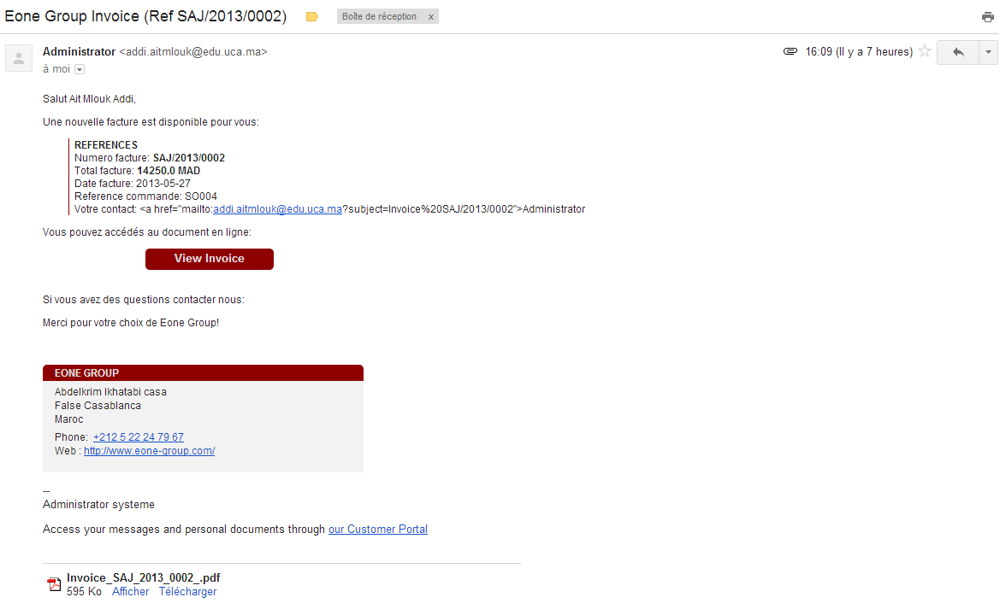 Eone Group Invoice (Ref SAJ/2013/0002) Boîte de réception x
Administrator <addi.aitmlouk@edu.uca.ma> 16:09 (Il y a 7 heures)
à moi
Salut Ait Mlouk Addi,
Une nouvelle facture est disponible pour vous:
REFERENCES
Numero facture: SAJ/2013/0002
Total facture: 14250.0 MAD
Date facture: 2013-05-27
Reference commande: SO004
Votre contact: <a href="mailto:addi.aitmlouk@edu.uca.ma?subject=Invoice%20SAJ/2013/0002">Administrator
Vous pouvez accédés au document en ligne:
View Invoice
Si vous avez des questions contacter nous:
Merci pour votre choix de Eone Group!
EONE GROUP
Abdelkrim lkhatabi casa
False Casablanca
Maroc
Phone: +212 5 22 24 79 67
Web : http://www.eone-group.com/
--
Administrator systeme
Access your messages and personal documents through our Customer Portal
Invoice_SAJ_2013_0002_.pdf
595 Ko Afficher Télécharger